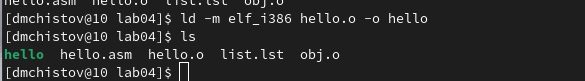 hello.asm hello.o list.lst obj.o
[dmchistov@10 lab04]$ ld -m elf_i386 hello.o -o hello
[dmchistov@10 lab04]$ ls
hello hello.asm hello.o list.lst obj.o
[dmchistov@10 lab04]$